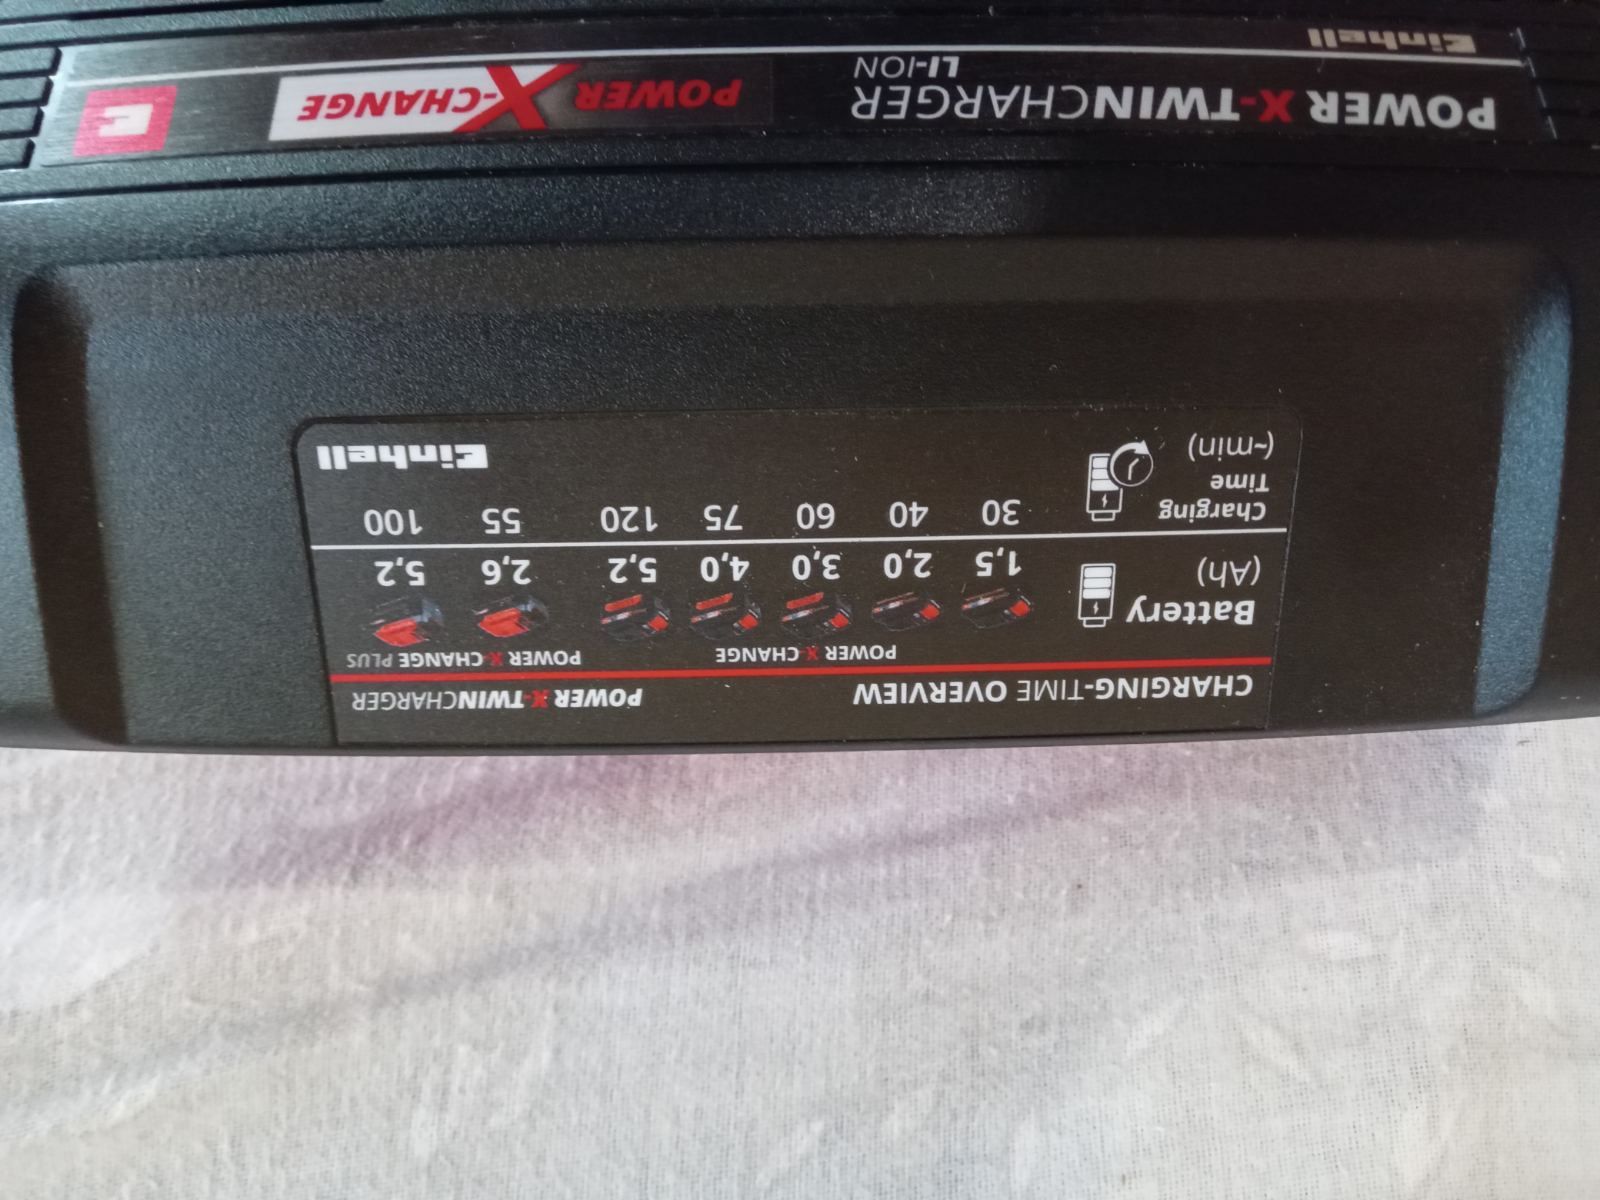 CHARGING-TIME OVERVIEW POWER X-TWINCHARGER
POWER X-CHANGE POWER X-CHANGE PLUS
Battery (Ah) 1,5 2,0 3,0 4,0 5,2 2,6 5,2
Charging Time (~min) 30 40 60 75 120 55 100
Einhell
POWER X-TWINCHARGER
LI-ION
POWER X-CHANGE
E
Einhell